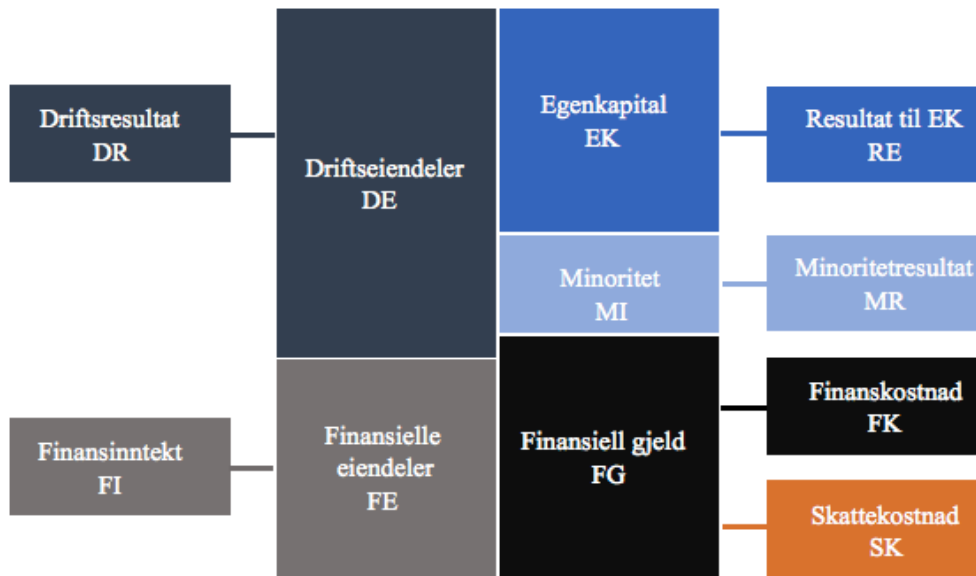 Driftsresultat
DR
Finansinntekt
FI
Driftseiendeler
DE
Finansielle
eiendeler
FE
Egenkapital
EK
Minoritet
MI
Finansiell gjeld
FG
Resultat til EK
RE
Minoritetresultat
MR
Finanskostnad
FK
Skattekostnad
SK